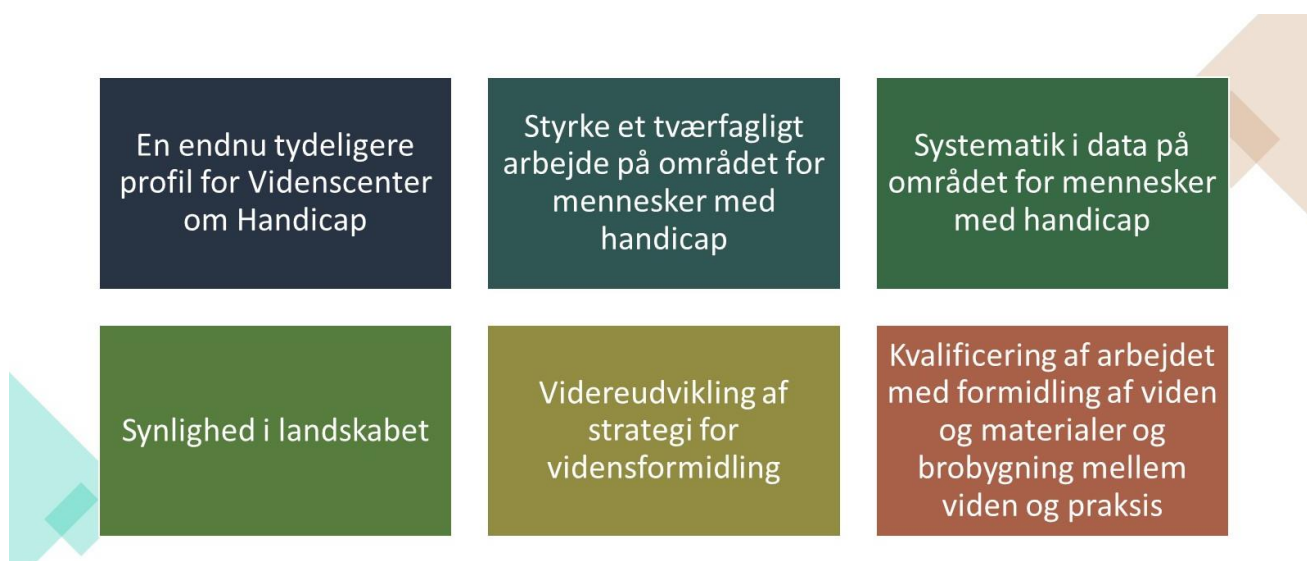 En endnu tydeligere
profil for Videnscenter
om Handicap
Styrke et tværfagligt
arbejde på området for
mennesker med
handicap
Systematik i data på
området for mennesker
med handicap
Synlighed i landskabet
Videreudvikling af
strategi for
vidensformidling
Kvalificering af arbejdet
med formidling af viden
og materialer og
brobygning mellem
viden og praksis